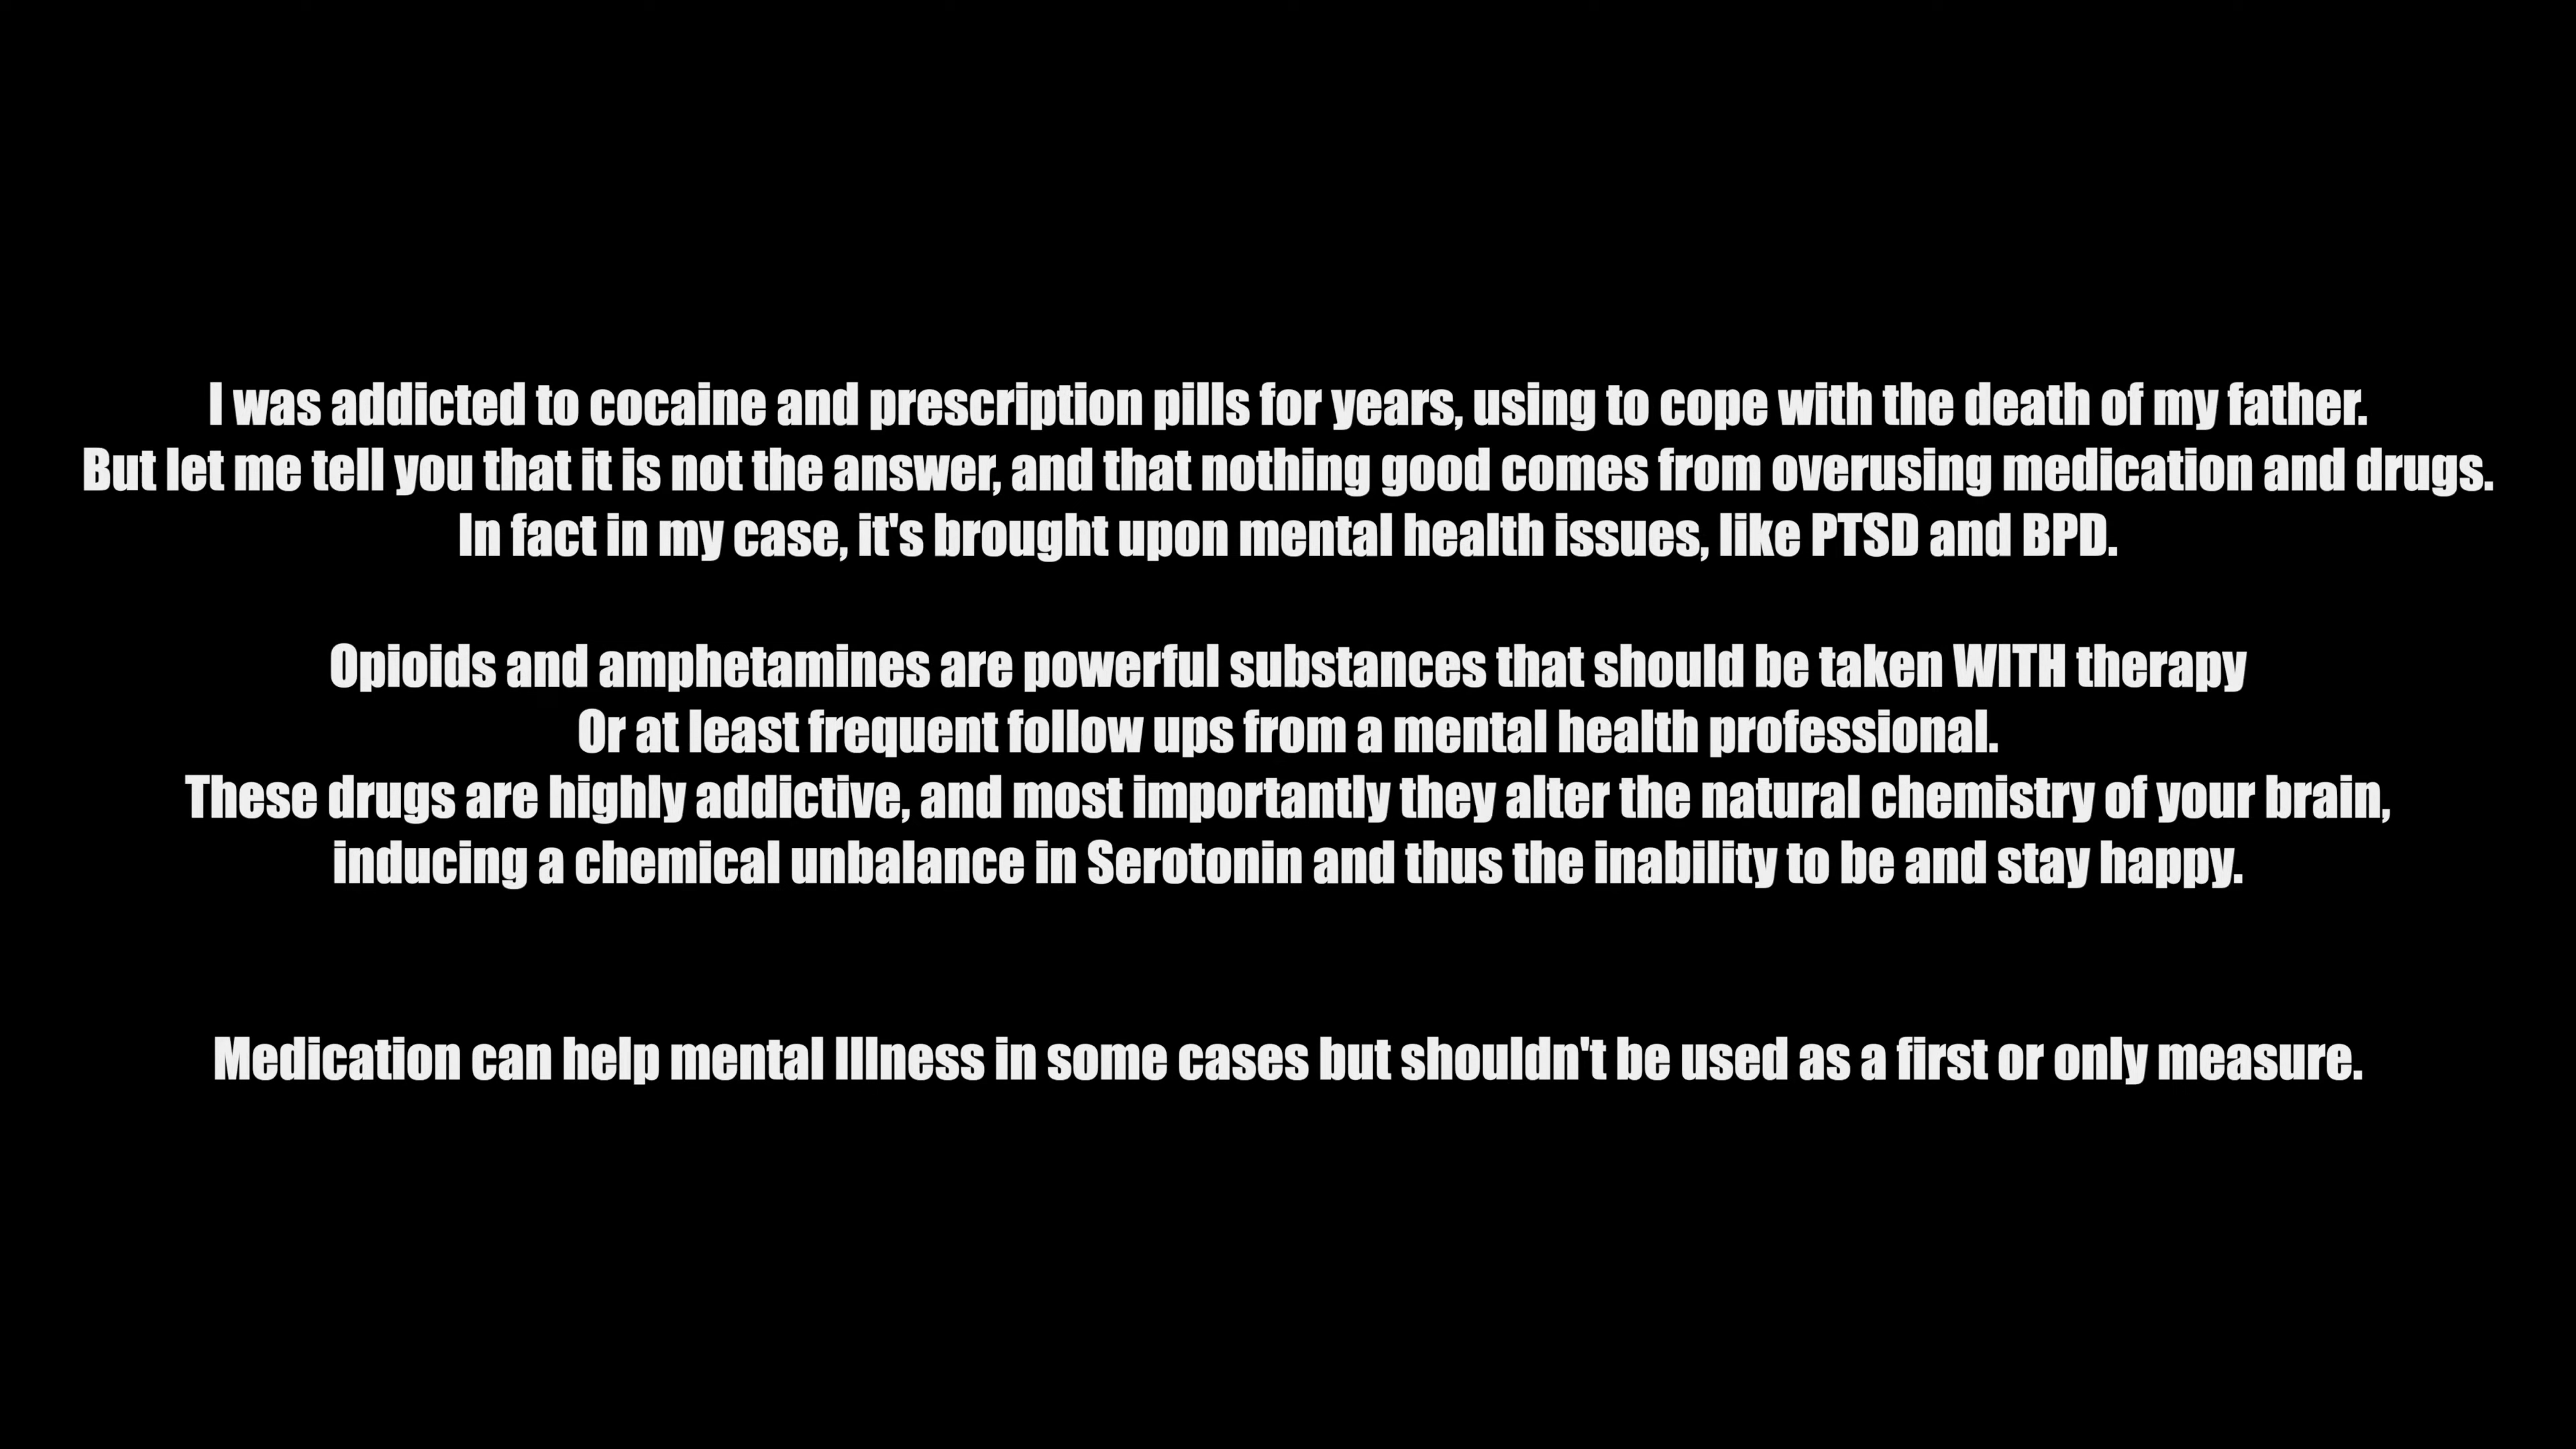 I was addicted to cocaine and prescription pills for years, using to cope with the death of my father.
But let me tell you that it is not the answer, and that nothing good comes from overusing medication and drugs.
In fact in my case, it's brought upon mental health issues, like PTSD and BPD.
Opioids and amphetamines are powerful substances that should be taken WITH therapy
Or at least frequent follow ups from a mental health professional.
These drugs are highly addictive, and most importantly they alter the natural chemistry of your brain,
inducing a chemical unbalance in Serotonin and thus the inability to be and stay happy.
Medication can help mental Illness in some cases but shouldn't be used as a first or only measure.